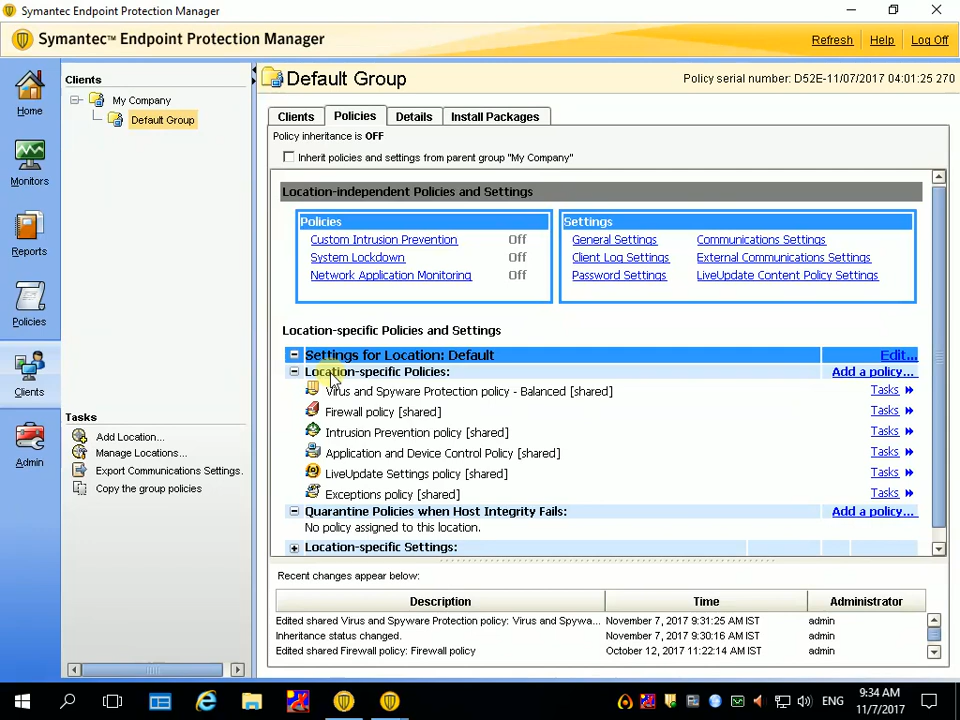 Symantec Endpoint Protection Manager
Symantec™ Endpoint Protection Manager
Refresh Help Log Off
Home
Monitors
Reports
Policies
Clients
Admin
Clients
My Company
Default Group
Tasks
Add Location...
Manage Locations...
Export Communications Settings.
Copy the group policies
Default Group
Policy serial number: D52E-11/07/2017 04:01:25 270
Clients Policies Details Install Packages
Policy inheritance is OFF
Inherit policies and settings from parent group "My Company"
Location-independent Policies and Settings
Policies
Custom Intrusion Prevention Off
System Lockdown Off
Network Application Monitoring Off
Settings
General Settings Communications Settings
Client Log Settings External Communications Settings
Password Settings LiveUpdate Content Policy Settings
Location-specific Policies and Settings
Settings for Location: Default Edit...
Location-specific Policies: Add a policy...
Virus and Spyware Protection policy - Balanced [shared] Tasks
Firewall policy [shared] Tasks
Intrusion Prevention policy [shared] Tasks
Application and Device Control Policy [shared] Tasks
LiveUpdate Settings policy [shared] Tasks
Exceptions policy [shared] Tasks
Quarantine Policies when Host Integrity Fails: Add a policy...
No policy assigned to this location.
Location-specific Settings:
Recent changes appear below:
Description Time Administrator
Edited shared Virus and Spyware Protection policy: Virus and Spywa... November 7, 2017 9:31:25 AM IST admin
Inheritance status changed. November 7, 2017 9:30:16 AM IST admin
Edited shared Firewall policy: Firewall policy October 12, 2017 11:22:14 AM IST admin
ENG
9:34 AM
11/7/2017